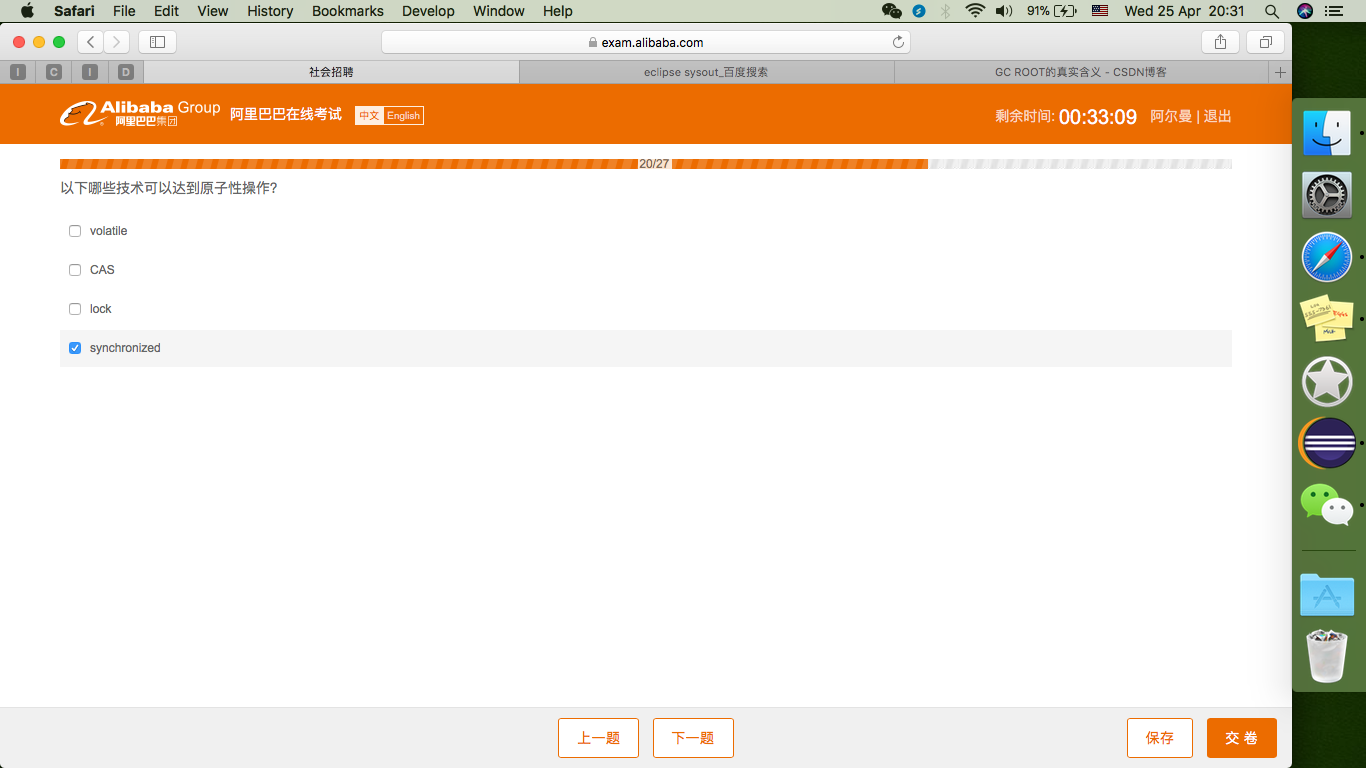 Safari File Edit View History Bookmarks Develop Window Help 91% Wed 25 Apr 20:31
exam.alibaba.com
I C I D 社会招聘 eclipse sysout_百度搜索 GC ROOT的真实含义 - CSDN博客
Alibaba Group 阿里巴巴集团 阿里巴巴在线考试 中文 English 剩余时间: 00:33:09 阿尔曼 | 退出
20/27
以下哪些技术可以达到原子性操作?
volatile
CAS
lock
synchronized
上一题 下一题 保存 交 卷